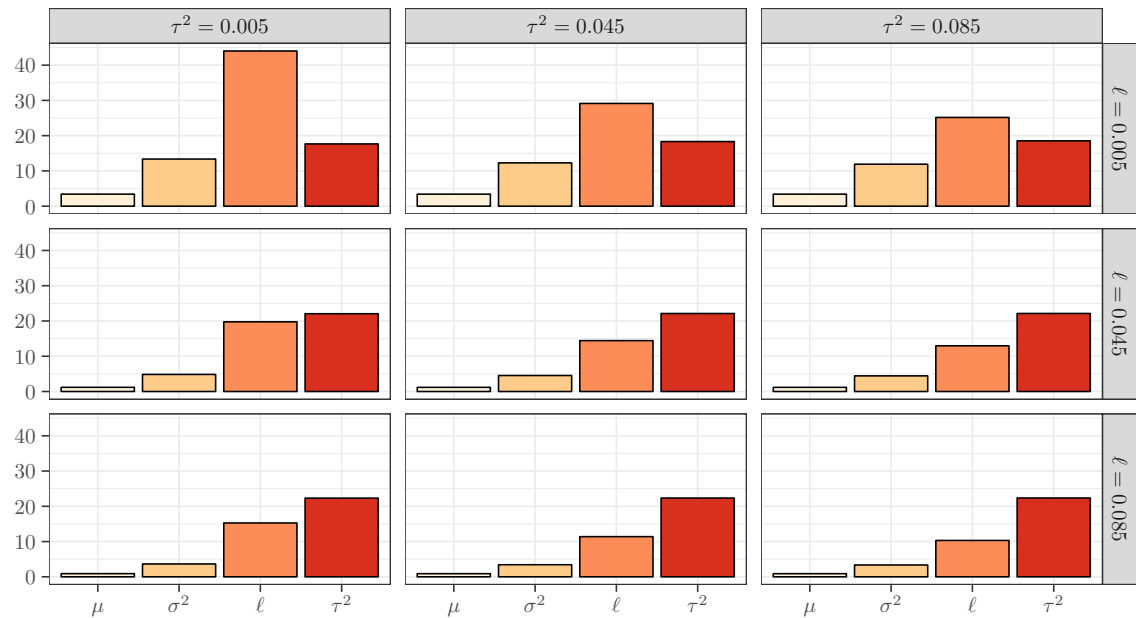 τ² = 0.005
τ² = 0.045
τ² = 0.085
40
30
20
10
0
ℓ = 0.005
40
30
20
10
0
ℓ = 0.045
40
30
20
10
0
ℓ = 0.085
μ σ² ℓ τ²
μ σ² ℓ τ²
μ σ² ℓ τ²